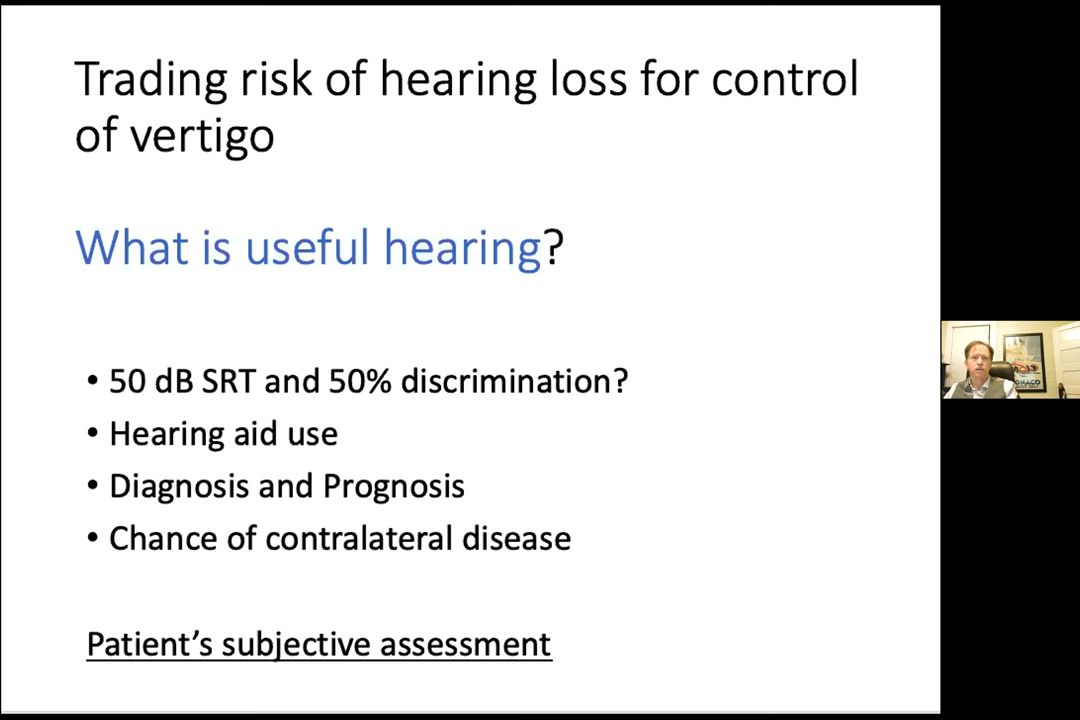 Trading risk of hearing loss for control
of vertigo
What is useful hearing?
• 50 dB SRT and 50% discrimination?
• Hearing aid use
• Diagnosis and Prognosis
• Chance of contralateral disease
Patient's subjective assessment